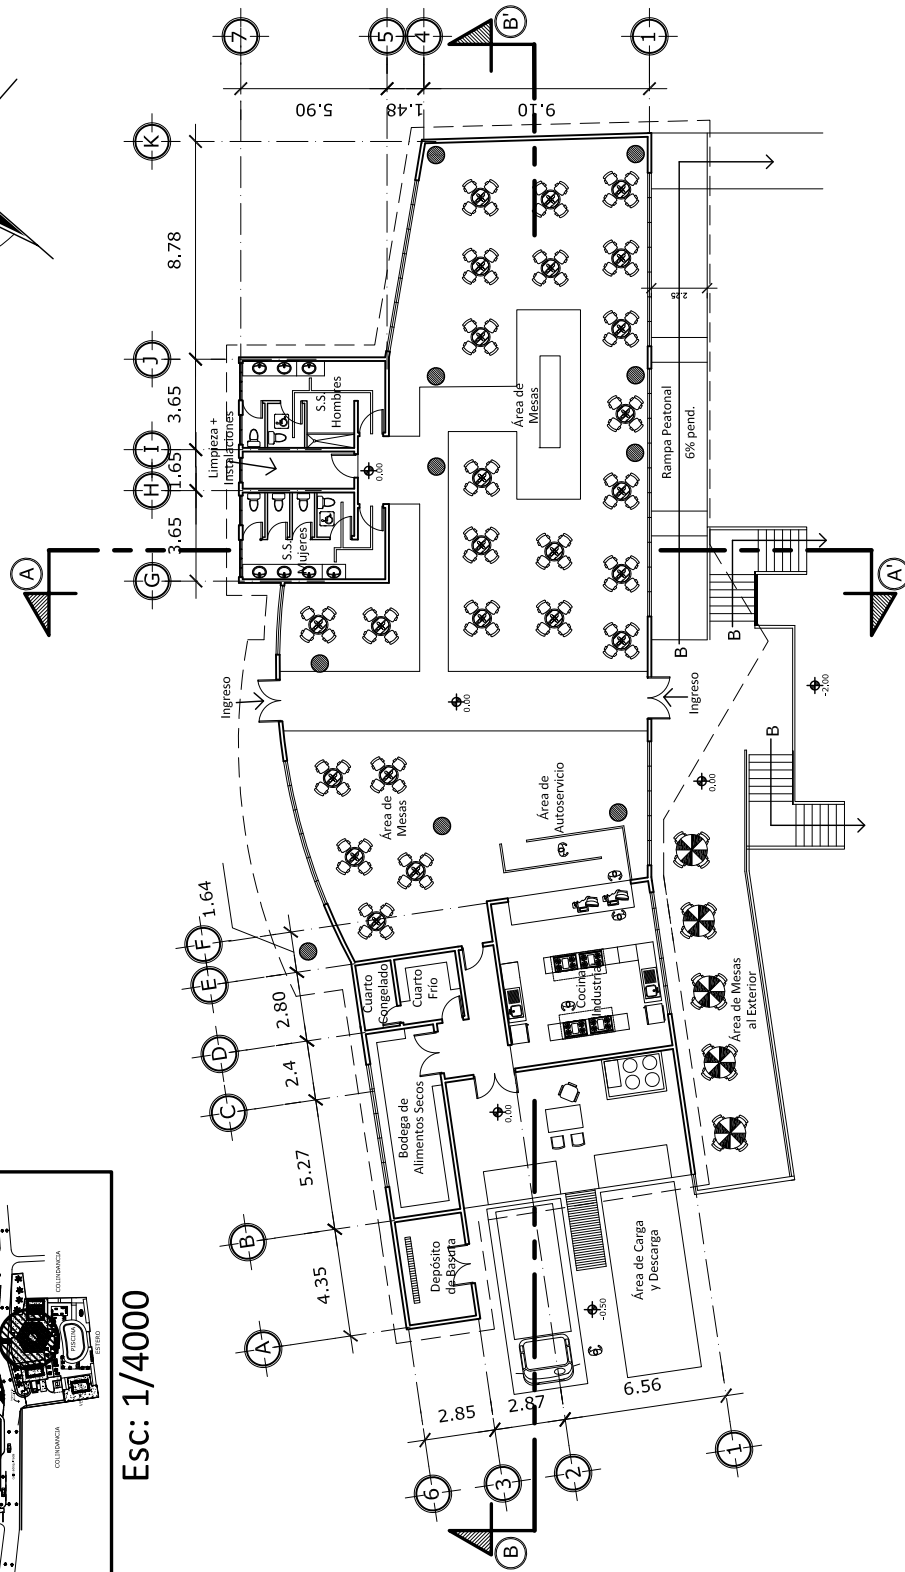 B'
7
5
4
1
5.90
1.48
9.10
K
8.78
J
3.65
I
1.65
H
3.65
G
A
A'
Limpieza +
Instalaciones
S.S.
Hombres
0.00
S.S.
Mujeres
Área de
Mesas
Rampa Peatonal
6% pend.
2.25
B
B
B
-2.00
Ingreso
0.00
Ingreso
0.00
Área de
Mesas
Área de
Autoservicio
1.64
F
E
2.80
D
2.4
C
5.27
B
4.35
A
Cuarto
Congelado
Cuarto
Frío
Cocina
Industrial
Bodega de
Alimentos Secos
0.00
Área de Mesas
al Exterior
Depósito
de Basura
Área de Carga
y Descarga
-0.50
2.85
2.87
6.56
6
3
2
1
B
COLINDANCIA
PISCINA
ESTERO
COLINDANCIA
Esc: 1/4000